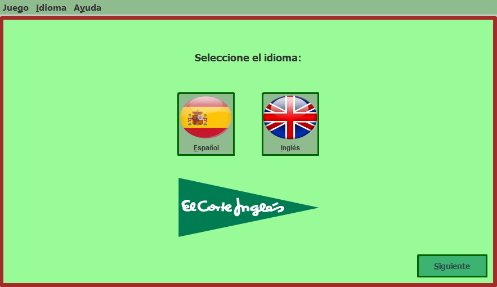 Juego Idioma Ayuda
Seleccione el idioma:
Español Inglés
El Corte Inglés
Siguiente